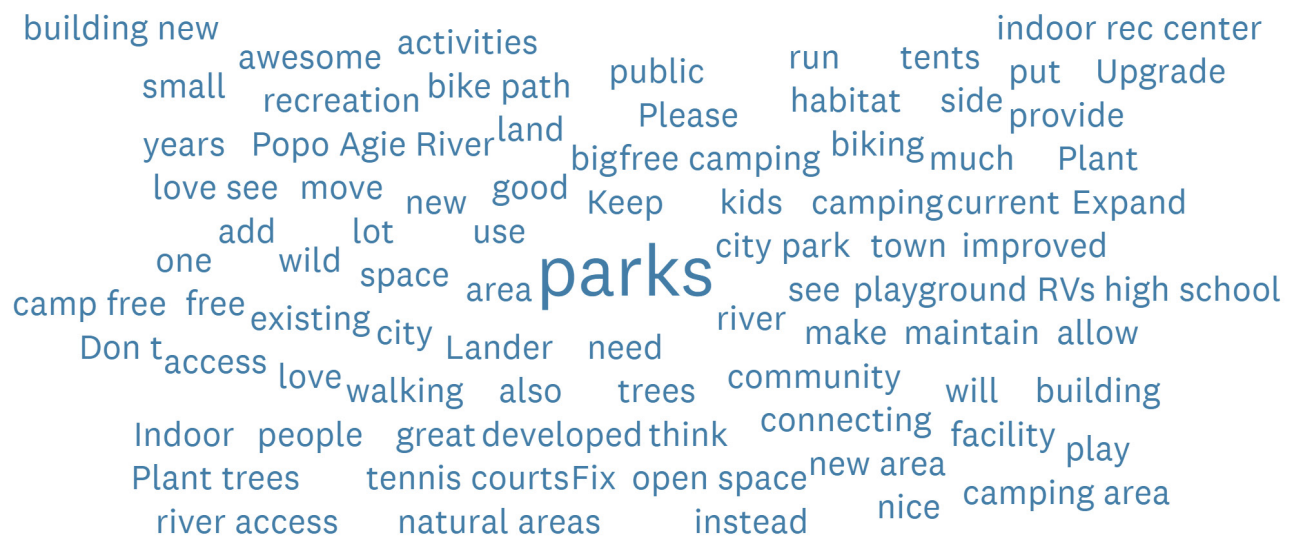 building new awesome activities public run tents indoor rec center
small recreation bike path Please habitat side put Upgrade
years Popo Agie River land bigfree camping biking provide
love see move new good Keep kids much Plant
add lot use camping current Expand
one wild space area parks city park town improved
camp free free existing city river see playground RVs high school
Don t access Lander need make maintain allow
love walking also trees community will building
Indoor people great developed think connecting facility play
Plant trees tennis courts Fix open space new area camping area
river access natural areas instead nice